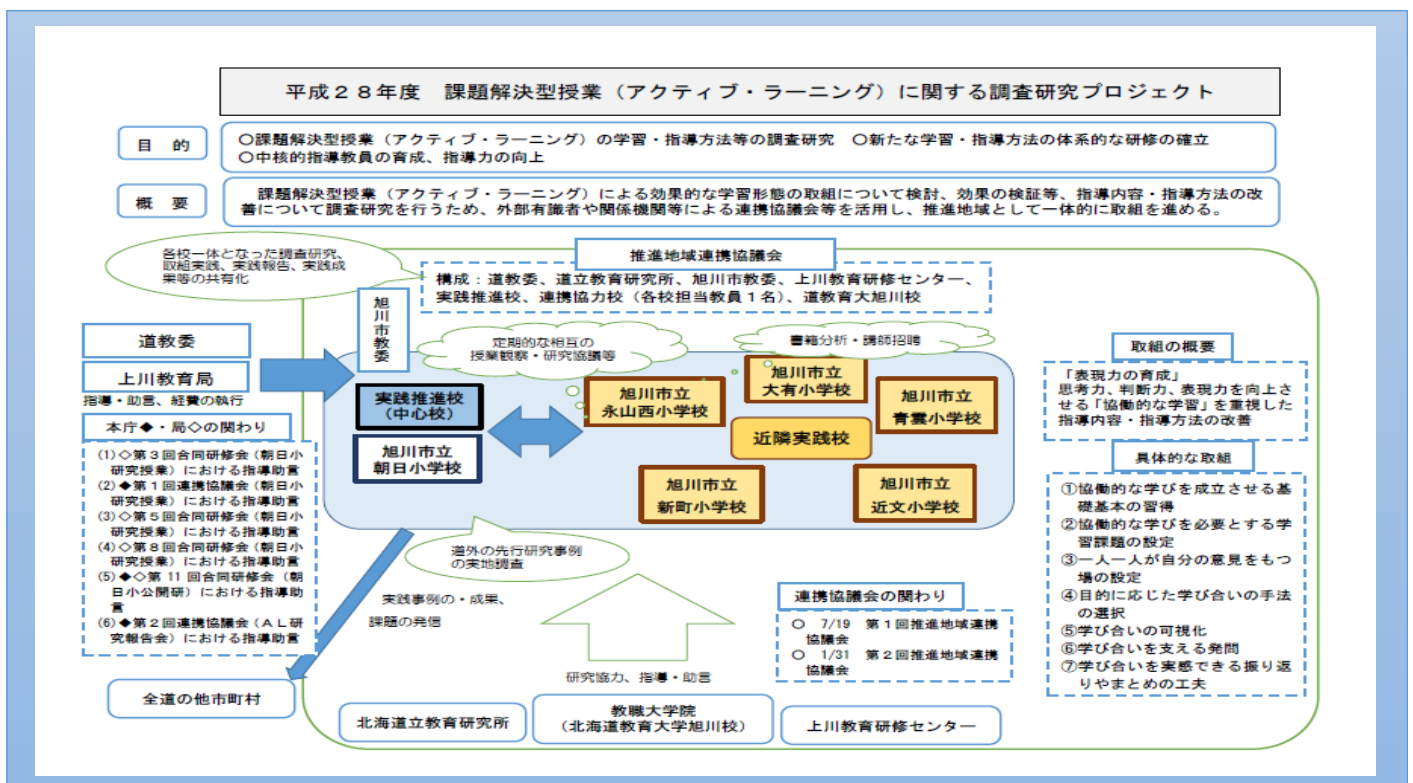 平成２８年度　課題解決型授業（アクティブ・ラーニング）に関する調査研究プロジェクト
目　的
○課題解決型授業（アクティブ・ラーニング）の学習・指導方法等の調査研究　○新たな学習・指導方法の体系的な研修の確立
○中核的指導教員の育成、指導力の向上
概　要
課題解決型授業（アクティブ・ラーニング）による効果的な学習形態の取組について検討、効果の検証等、指導内容・指導方法の改
善について調査研究を行うため、外部有識者や関係機関等による連携協議会等を活用し、推進地域として一体的に取組を進める。
各校一体となった調査研究、
取組実践、実践報告、実践成
果等の共有化
推進地域連携協議会
構成：道教委、道立教育研究所、旭川市教委、上川教育研修センター、
実践推進校、連携協力校（各校担当教員１名）、道教育大旭川校
旭川市教委
定期的な相互の
授業観察・研究協議等
書籍分析・講師招聘
道教委
上川教育局
指導・助言、経費の執行
実践推進校
（中心校）
旭川市立
朝日小学校
旭川市立
永山西小学校
旭川市立
大有小学校
旭川市立
青雲小学校
近隣実践校
旭川市立
新町小学校
旭川市立
近文小学校
本庁◆・局◇の関わり
(1)◇第３回合同研修会（朝日小
研究授業）における指導助言
(2)◆第１回連携協議会（朝日小
研究授業）における指導助言
(3)◇第５回合同研修会（朝日小
研究授業）における指導助言
(4)◇第８回合同研修会（朝日小
研究授業）における指導助言
(5)◆◇第 11 回合同研修会（朝
日小公開研）における指導助
言
(6)◆第２回連携協議会（ＡＬ研
究報告会）における指導助言
道外の先行研究事例
の実地調査
実践事例の・成果、
課題の発信
全道の他市町村
研究協力、指導・助言
連携協議会の関わり
○　7/19　第１回推進地域連携
協議会
○　1/31　第２回推進地域連携
協議会
北海道立教育研究所
教職大学院
（北海道教育大学旭川校）
上川教育研修センター
取組の概要
「表現力の育成」
思考力、判断力、表現力を向上さ
せる「協働的な学習」を重視した
指導内容・指導方法の改善
具体的な取組
①協働的な学びを成立させる基
礎基本の習得
②協働的な学びを必要とする学
習課題の設定
③一人一人が自分の意見をもつ
場の設定
④目的に応じた学び合いの手法
の選択
⑤学び合いの可視化
⑥学び合いを支える発問
⑦学び合いを実感できる振り返
りやまとめの工夫